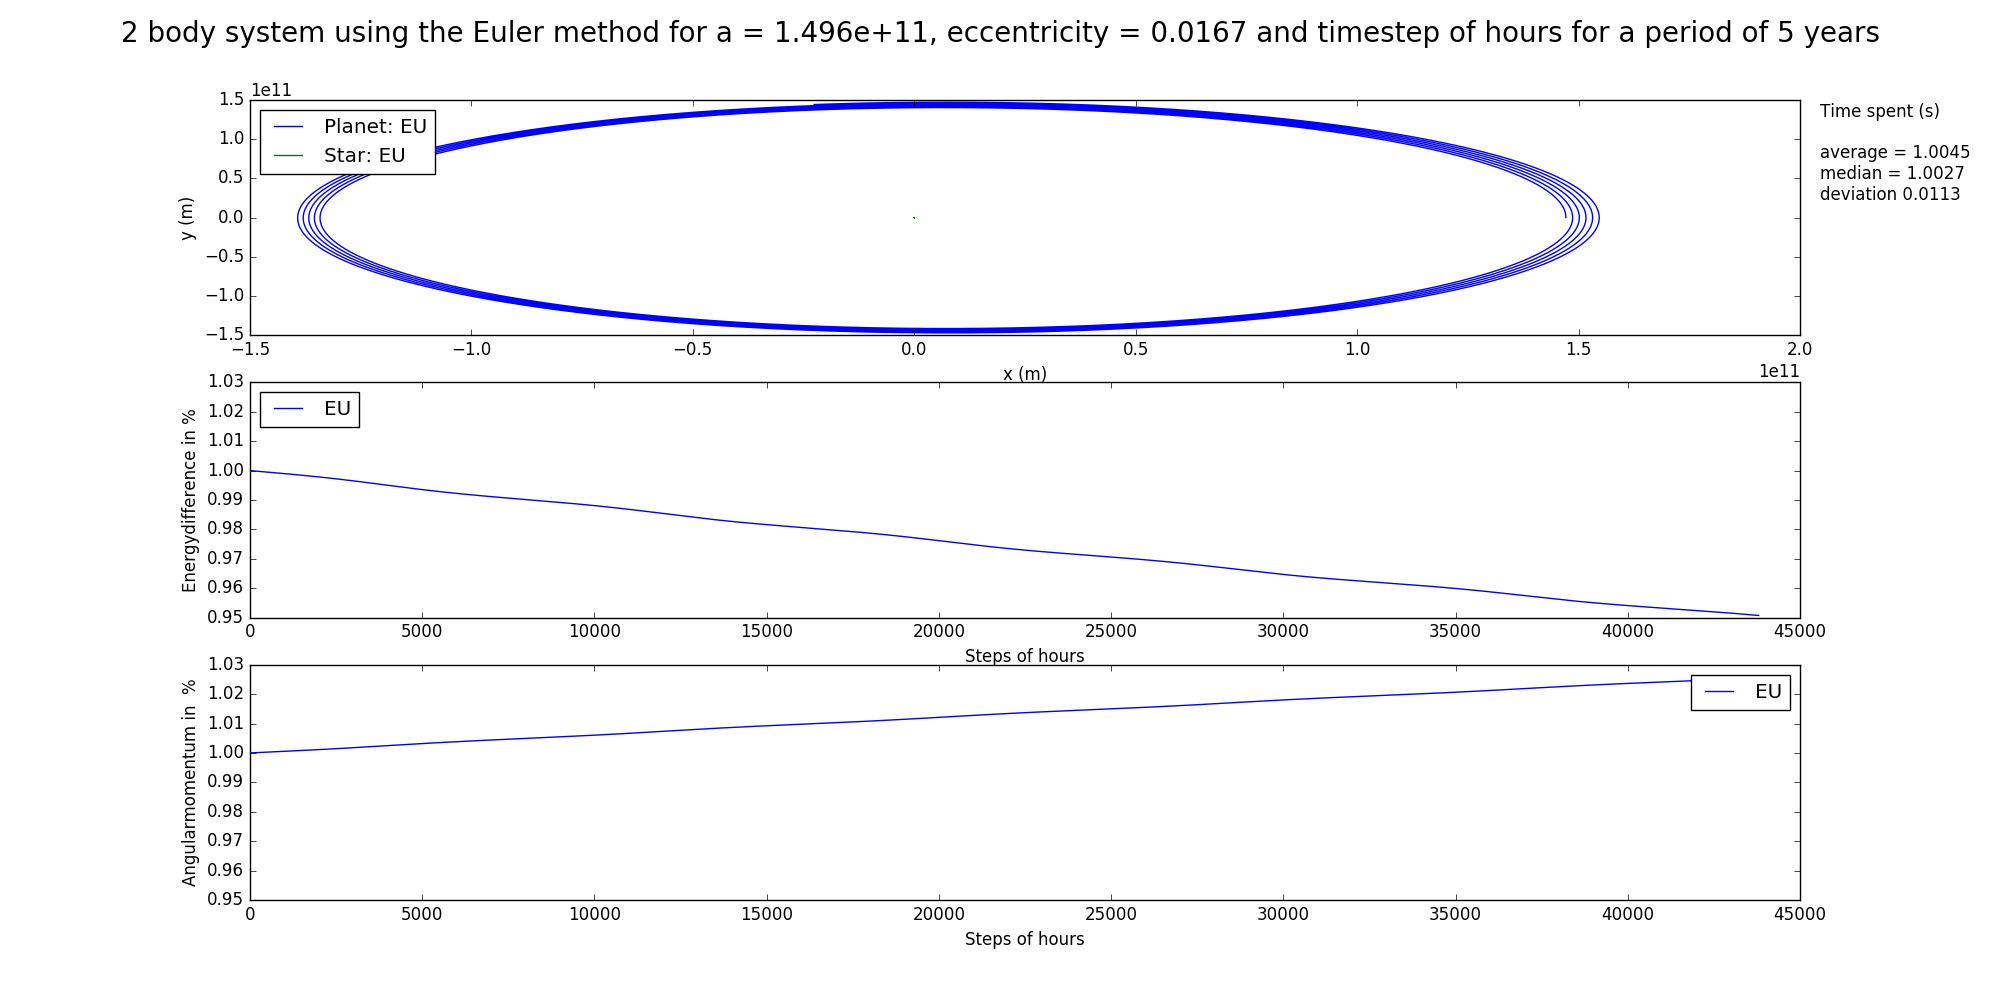 2 body system using the Euler method for a = 1.496e+11, eccentricity = 0.0167 and timestep of hours for a period of 5 years
1e11
1.5
1.0
0.5
0.0
−0.5
−1.0
−1.5
y (m)
Planet: EU
Star: EU
Time spent (s)
average = 1.0045
median = 1.0027
deviation 0.0113
−1.5 −1.0 −0.5 0.0 0.5 1.0 1.5 2.0
x (m)
1e11
1.03
1.02
1.01
1.00
0.99
0.98
0.97
0.96
0.95
Energydifference in %
EU
0 5000 10000 15000 20000 25000 30000 35000 40000 45000
Steps of hours
1.03
1.02
1.01
1.00
0.99
0.98
0.97
0.96
0.95
Angularmomentum in  %
EU
0 5000 10000 15000 20000 25000 30000 35000 40000 45000
Steps of hours